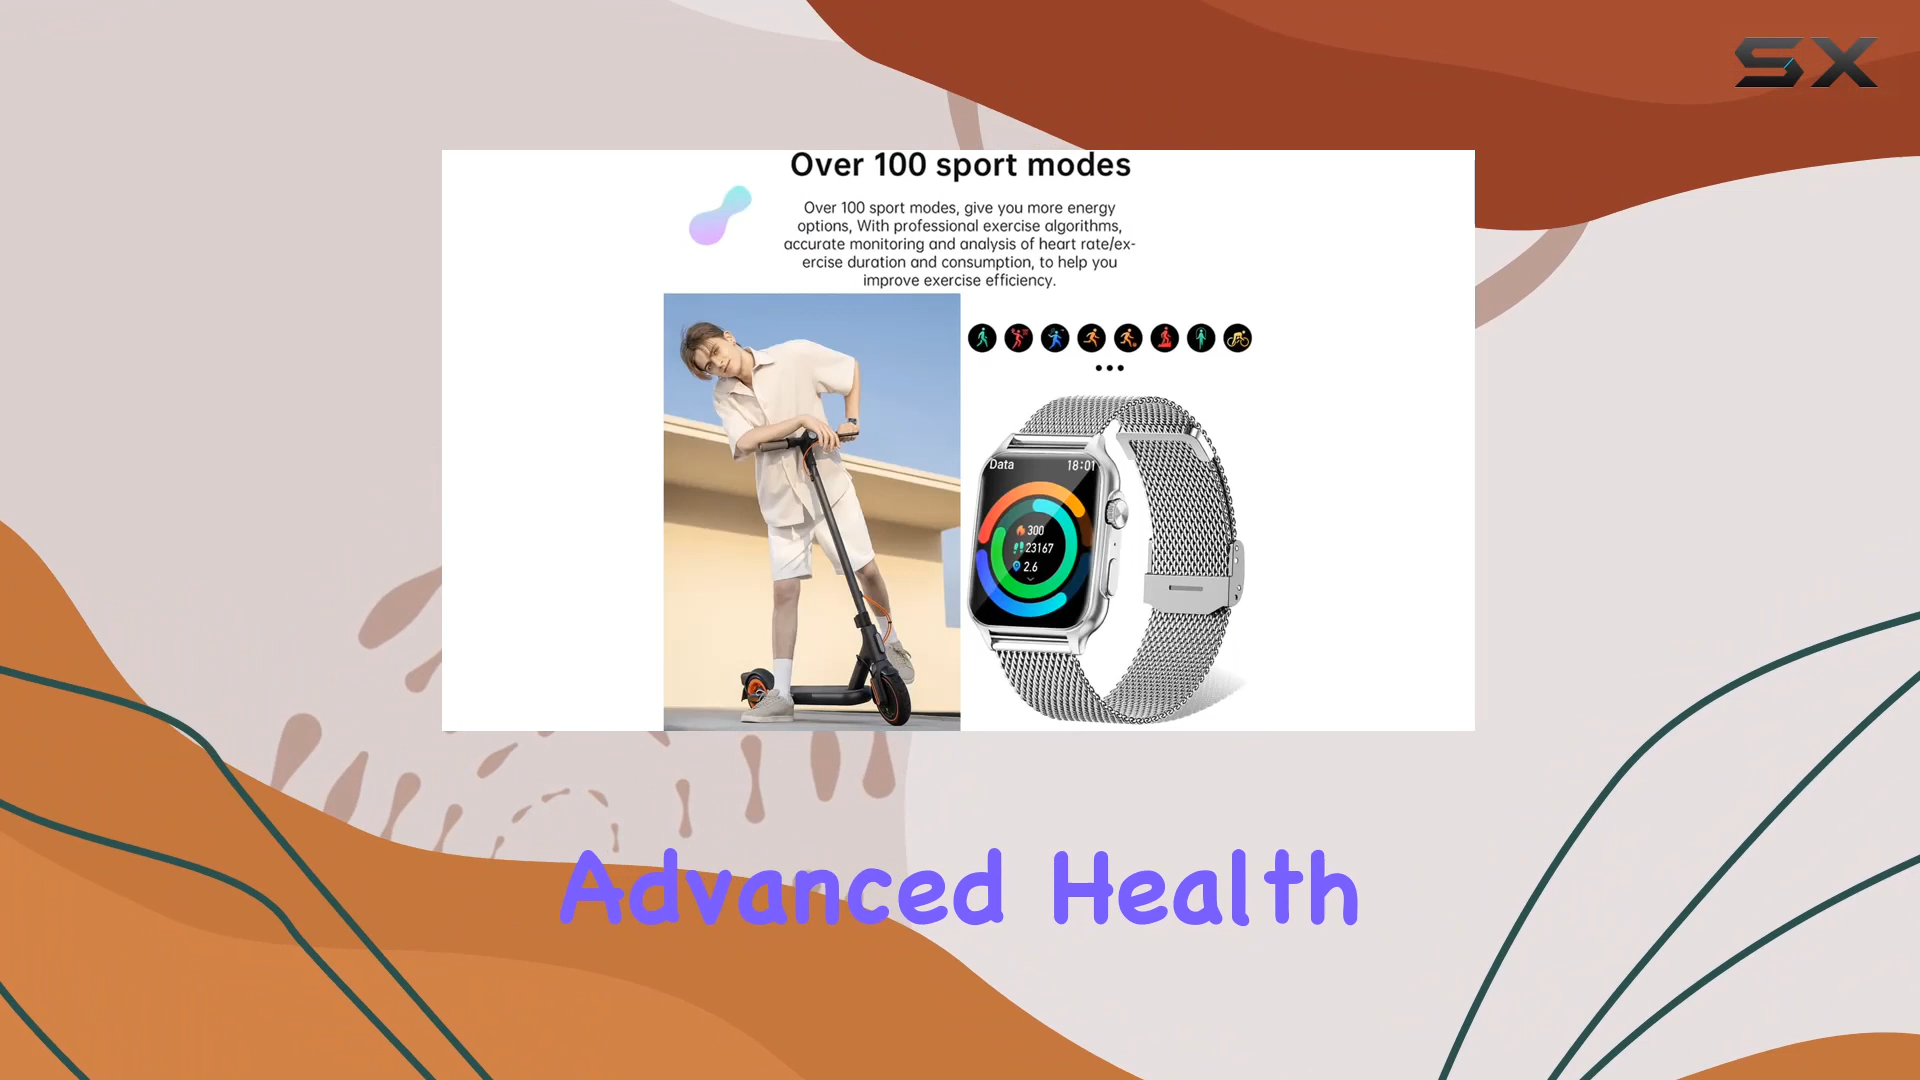 SX
Over 100 sport modes
Over 100 sport modes, give you more energy
options, With professional exercise algorithms,
accurate monitoring and analysis of heart rate/ex-
ercise duration and consumption, to help you
improve exercise efficiency.
Data 18:01
300
23167
2.6
Advanced Health